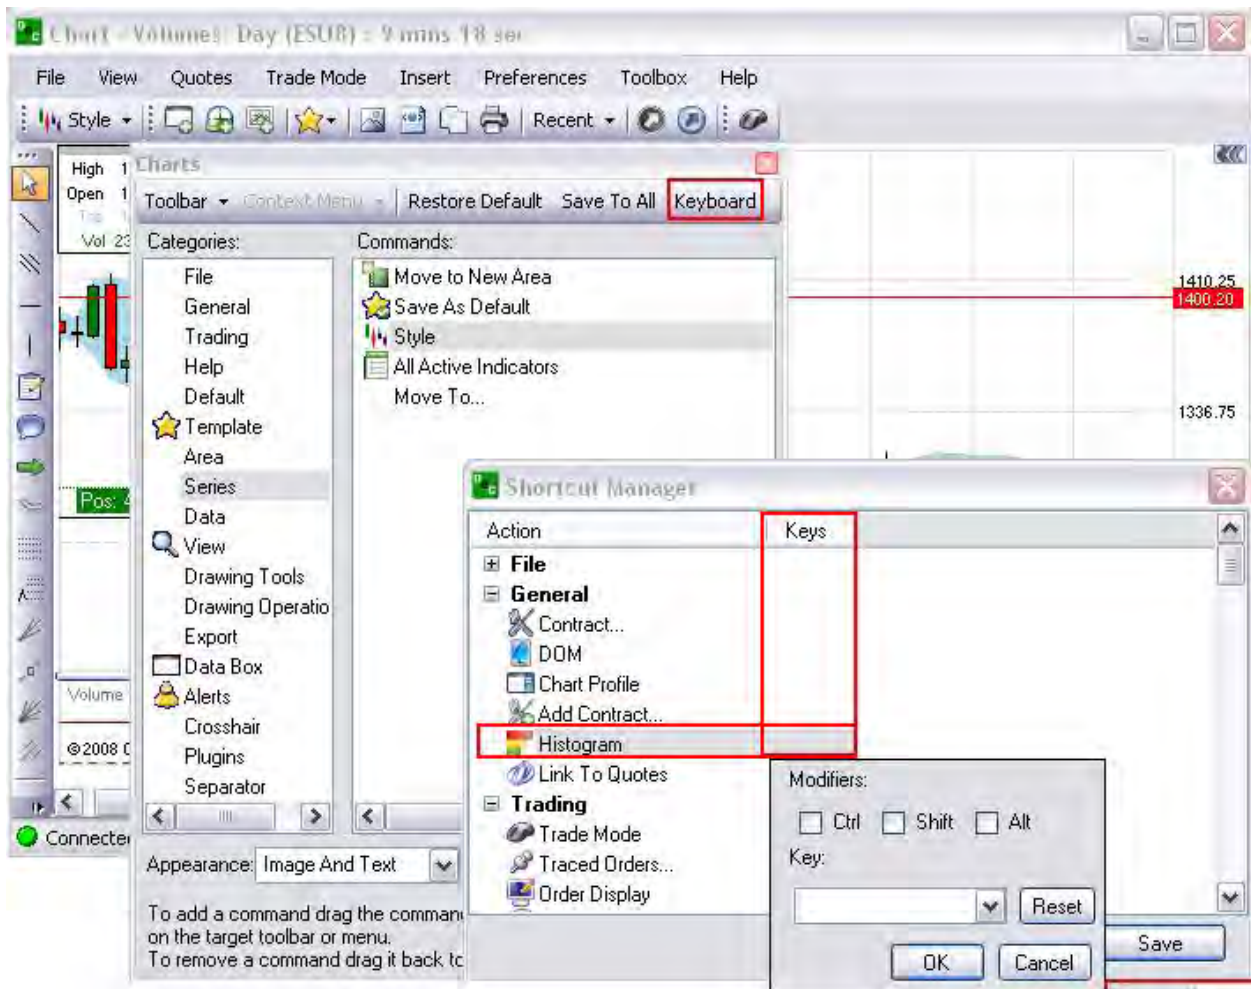 Chart - Volumes: Day (ESU8) - 9 mins 18 sec
File View Quotes Trade Mode Insert Preferences Toolbox Help
Style Recent
High 1
Open 1
Vol 23
Charts
Toolbar Context Menu Restore Default Save To All Keyboard
Categories: Commands:
File
General
Trading
Help
Default
Template
Area
Series
Data
View
Drawing Tools
Drawing Operatio
Export
Data Box
Alerts
Crosshair
Plugins
Separator
Move to New Area
Save As Default
Style
All Active Indicators
Move To...
1410.25
1400.20
1336.75
Pos: 4
Volume
©2008 C
Connected
Appearance: Image And Text
To add a command drag the comman
on the target toolbar or menu.
To remove a command drag it back to
Shortcut Manager
Action Keys
File
General
Contract...
DOM
Chart Profile
Add Contract...
Histogram
Link To Quotes
Trading
Trade Mode
Traced Orders...
Order Display
Modifiers:
Ctrl Shift Alt
Key:
Reset
OK Cancel
Save